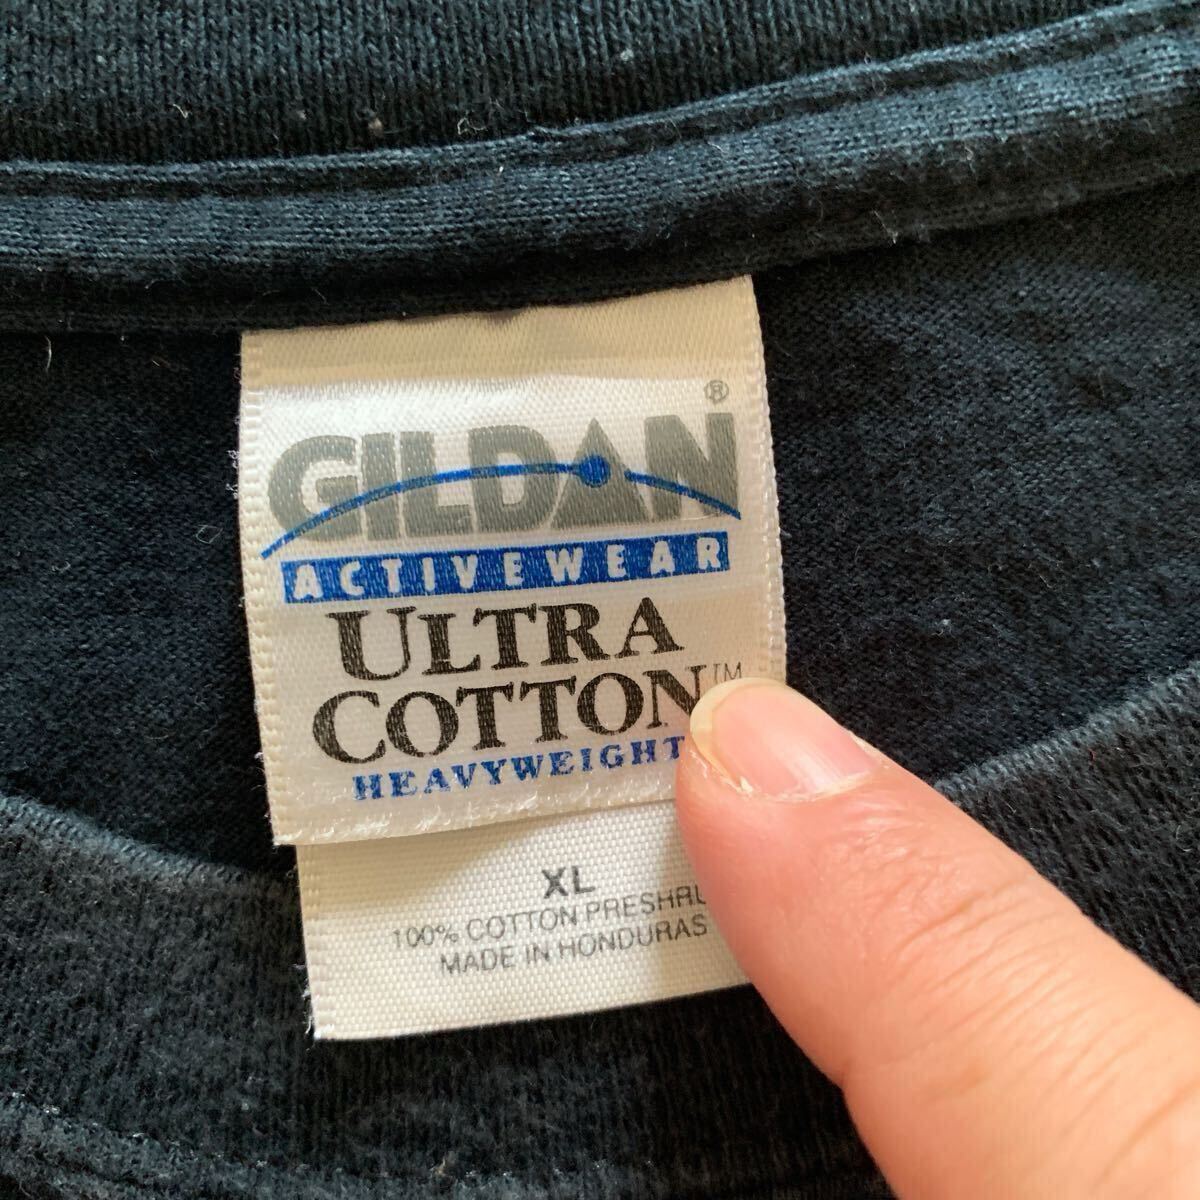 GILDAN®
ACTIVEWEAR
ULTRA
COTTON™
HEAVYWEIGHT
XL
100% COTTON PRESHRU
MADE IN HONDURAS